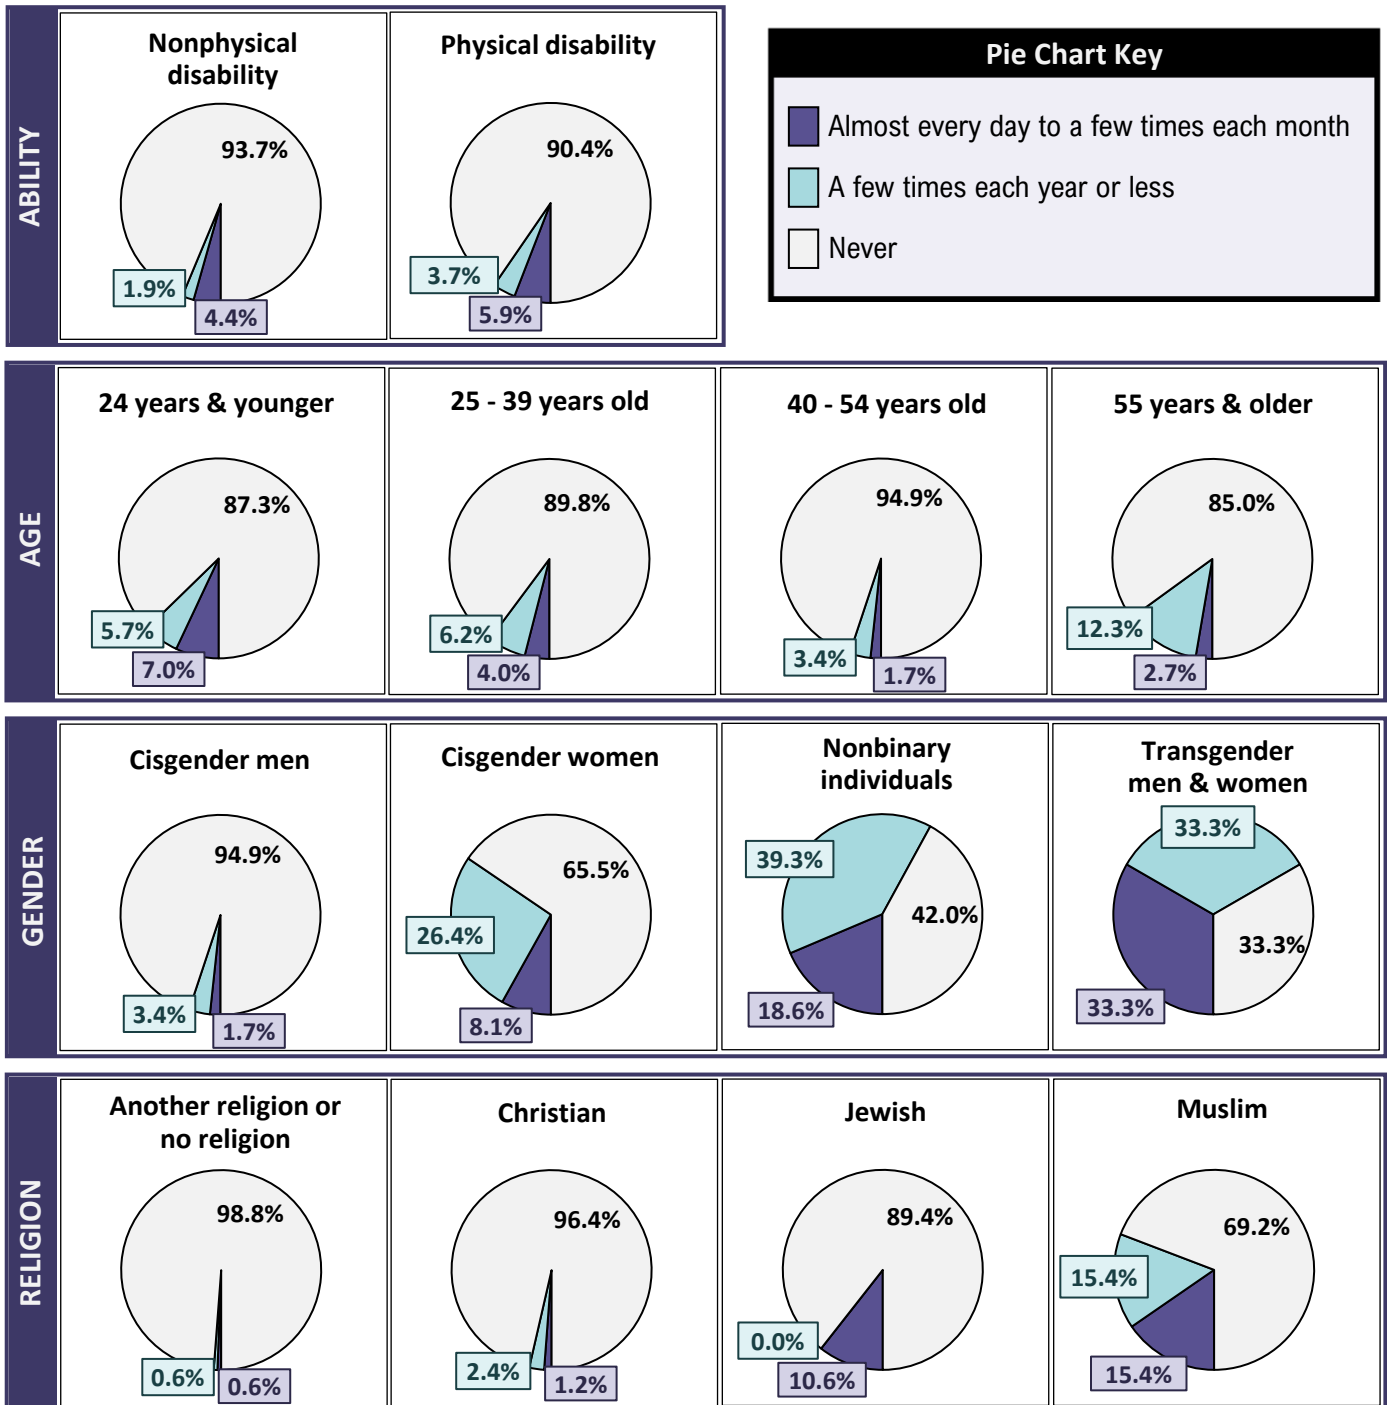 ABILITY
Nonphysical
disability
93.7%
1.9%
4.4%
Physical disability
90.4%
3.7%
5.9%
Pie Chart Key
Almost every day to a few times each month
A few times each year or less
Never
AGE
24 years & younger
87.3%
5.7%
7.0%
25 - 39 years old
89.8%
6.2%
4.0%
40 - 54 years old
94.9%
3.4%
1.7%
55 years & older
85.0%
12.3%
2.7%
GENDER
Cisgender men
94.9%
3.4%
1.7%
Cisgender women
65.5%
26.4%
8.1%
Nonbinary
individuals
39.3%
42.0%
18.6%
Transgender
men & women
33.3%
33.3%
33.3%
RELIGION
Another religion or
no religion
98.8%
0.6%
0.6%
Christian
96.4%
2.4%
1.2%
Jewish
89.4%
0.0%
10.6%
Muslim
69.2%
15.4%
15.4%